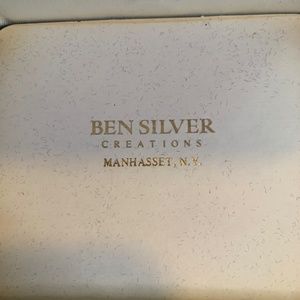 BEN SILVER
CREATIONS
MANHASSET, N.Y.